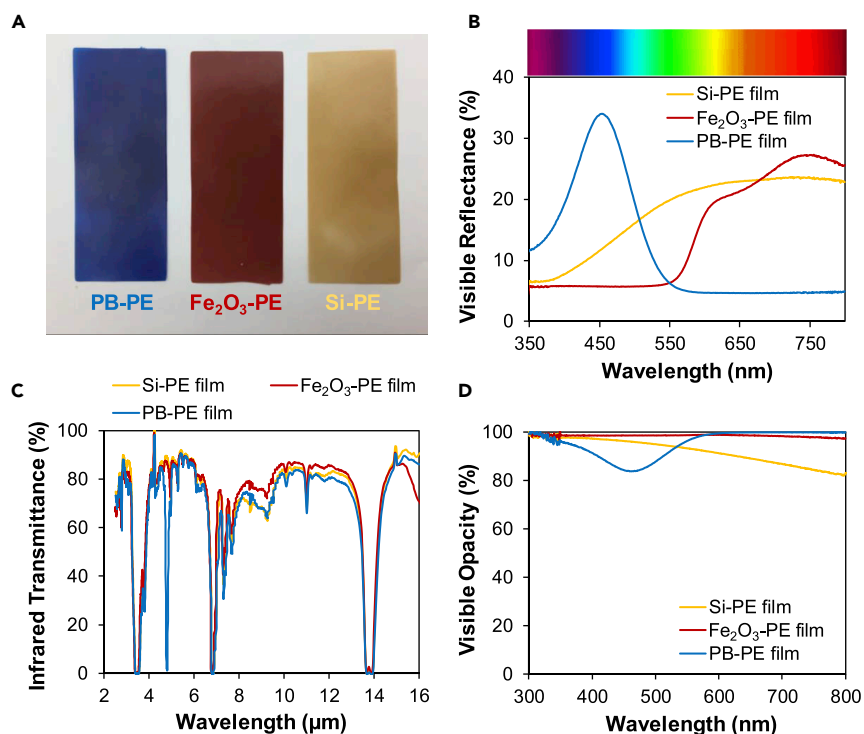 A
PB-PE Fe₂O₃-PE Si-PE
B
40
30
20
10
0
Visible Reflectance (%)
Si-PE film
Fe₂O₃-PE film
PB-PE film
350 450 550 650 750
Wavelength (nm)
C
Si-PE film Fe₂O₃-PE film
PB-PE film
100
80
60
40
20
0
Infrared Transmittance (%)
2 4 6 8 10 12 14 16
Wavelength (μm)
D
100
80
60
40
20
0
Visible Opacity (%)
Si-PE film
Fe₂O₃-PE film
PB-PE film
300 400 500 600 700 800
Wavelength (nm)